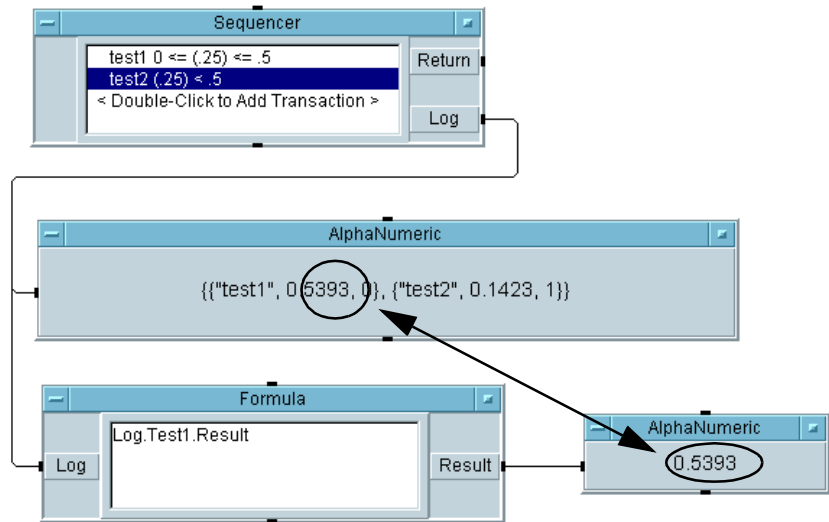 Sequencer
test1 0 <= (.25) <= .5
test2 (.25) < .5
< Double-Click to Add Transaction >
Return
Log
AlphaNumeric
{{"test1", 0.5393, 0}, {"test2", 0.1423, 1}}
Formula
Log
Log.Test1.Result
Result
AlphaNumeric
0.5393